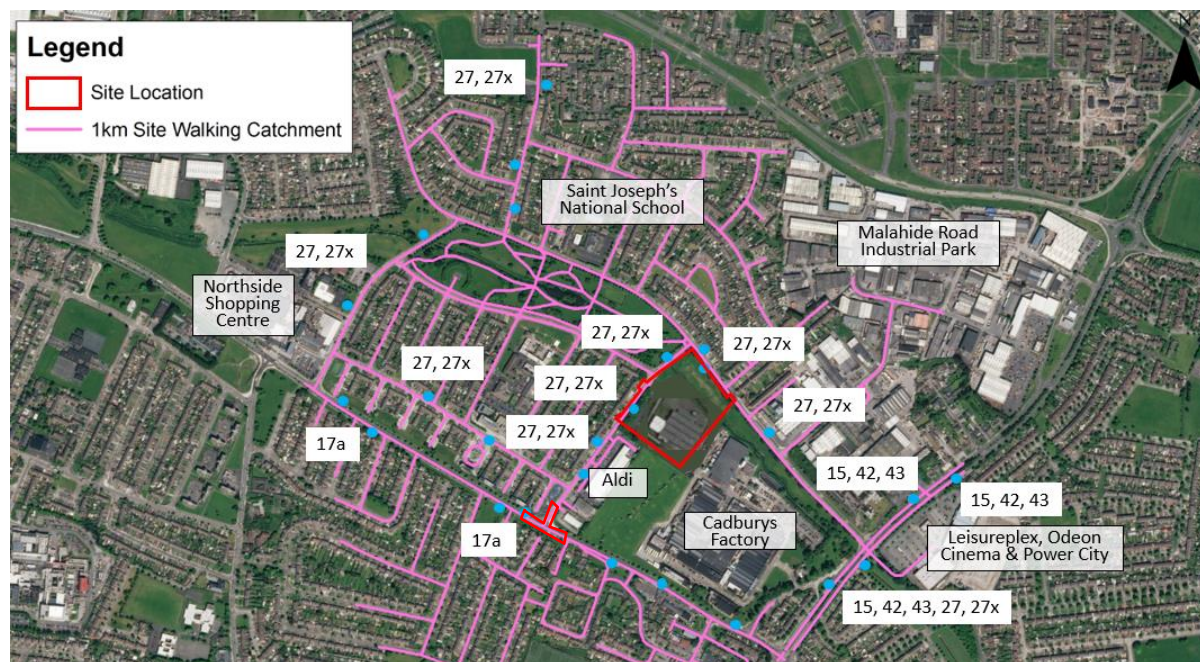 Legend
Site Location
1km Site Walking Catchment
27, 27x
Saint Joseph's
National School
Malahide Road
Industrial Park
27, 27x
Northside
Shopping
Centre
27, 27x
27, 27x
27, 27x
27, 27x
27, 27x
27, 27x
17a
Aldi
15, 42, 43
15, 42, 43
17a
Cadburys
Factory
Leisureplex, Odeon
Cinema & Power City
15, 42, 43, 27, 27x